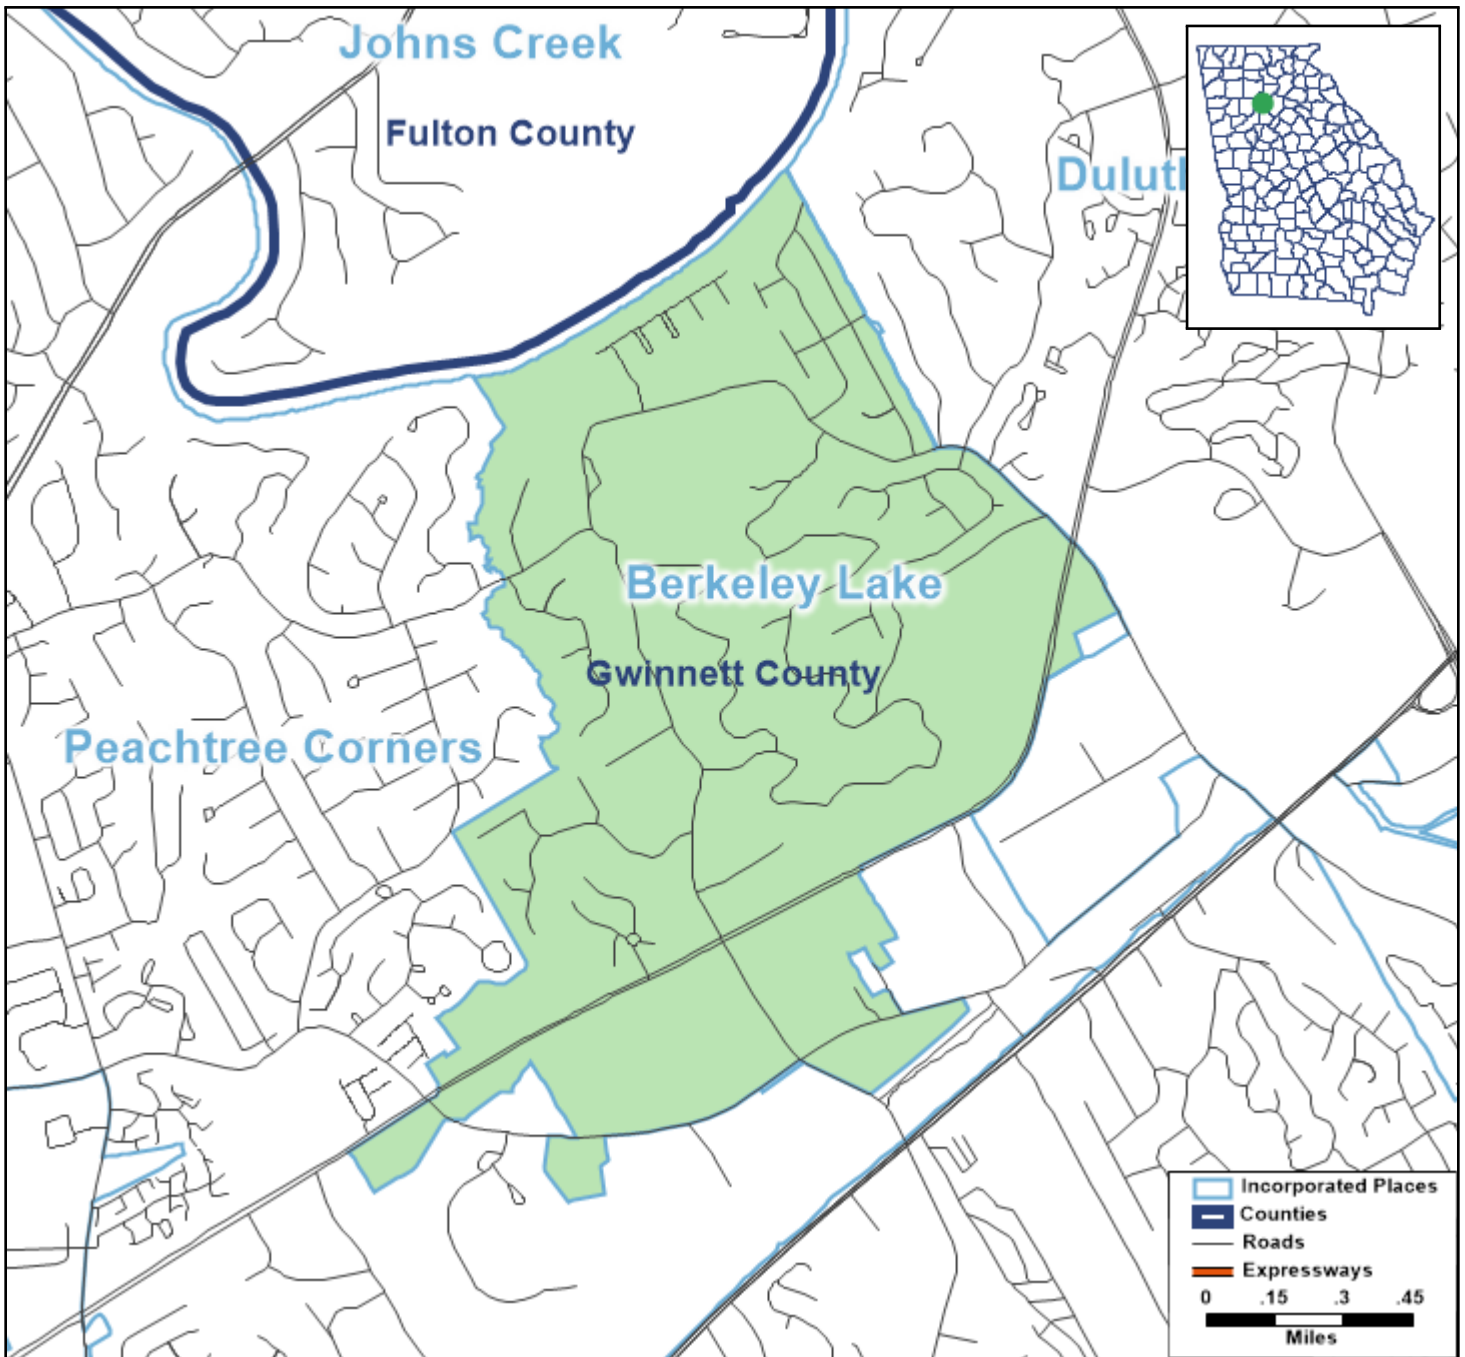 Johns Creek
Fulton County
Dulut
Berkeley Lake
Gwinnett County
Peachtree Corners
Incorporated Places
Counties
Roads
Expressways
0 .15 .3 .45
Miles